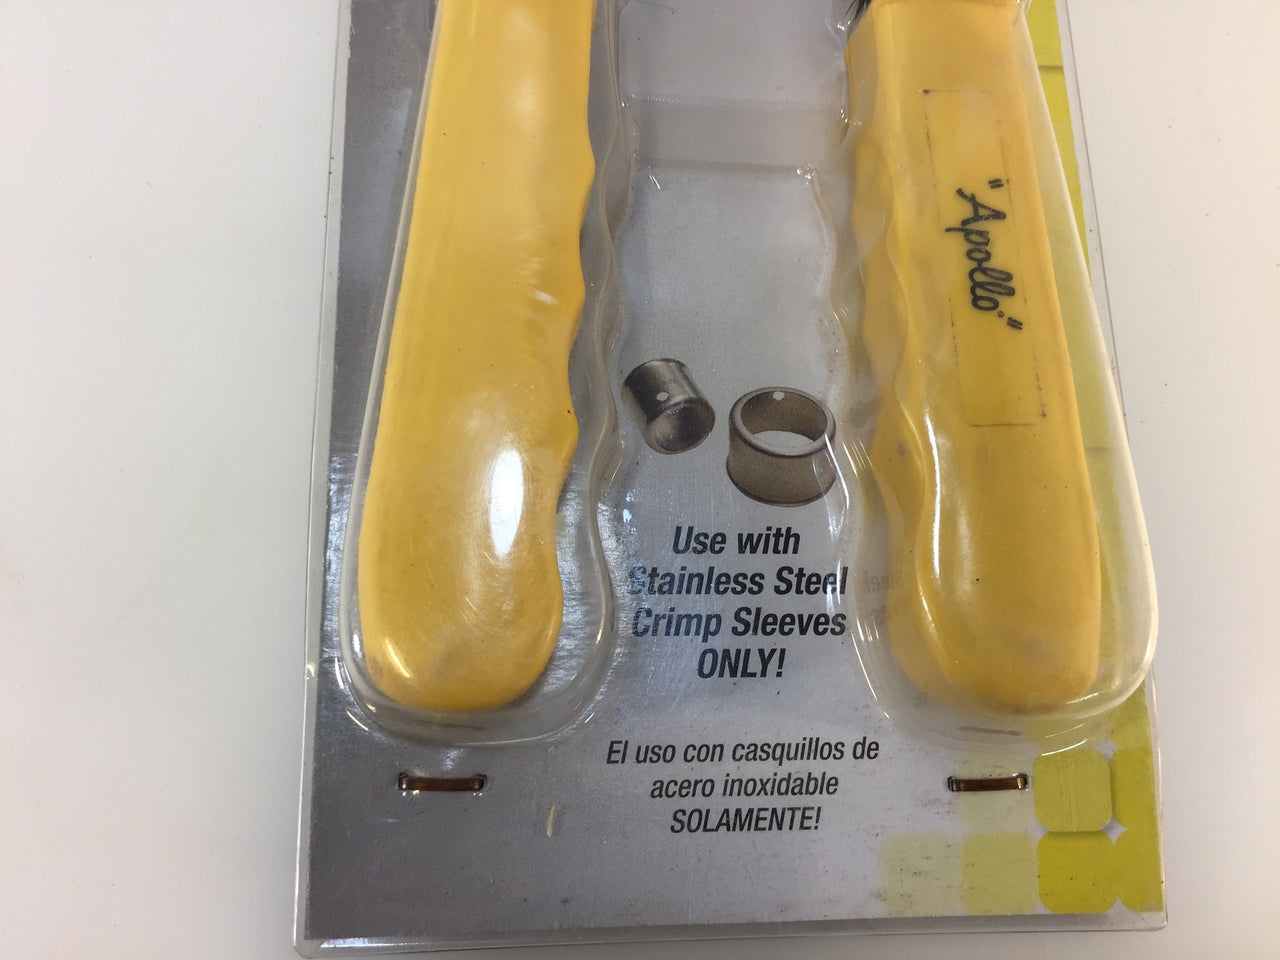 "Apollo."
Use with
Stainless Steel
Crimp Sleeves
ONLY!
El uso con casquillos de
acero inoxidable
SOLAMENTE!